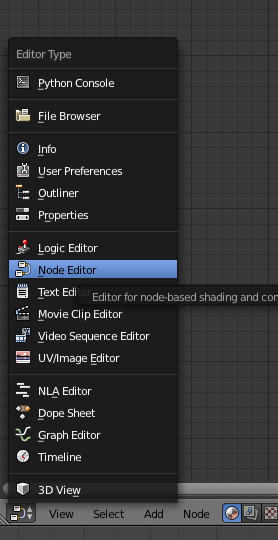 Editor Type
Python Console
File Browser
Info
User Preferences
Outliner
Properties
Logic Editor
Node Editor
Text Edi
Editor for node-based shading and con
Movie Clip Editor
Video Sequence Editor
UV/Image Editor
NLA Editor
Dope Sheet
Graph Editor
Timeline
3D View
View Select Add Node